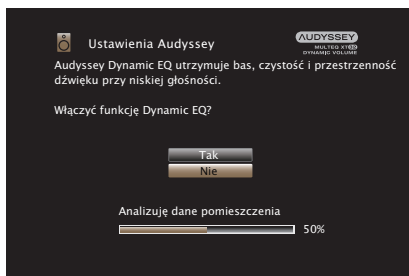 Ustawienia Audyssey
AUDYSSEY
MULTEQ XT32
DYNAMIC VOLUME
Audyssey Dynamic EQ utrzymuje bas, czystość i przestrzenność
dźwięku przy niskiej głośności.
Włączyć funkcję Dynamic EQ?
Tak
Nie
Analizuję dane pomieszczenia
50%